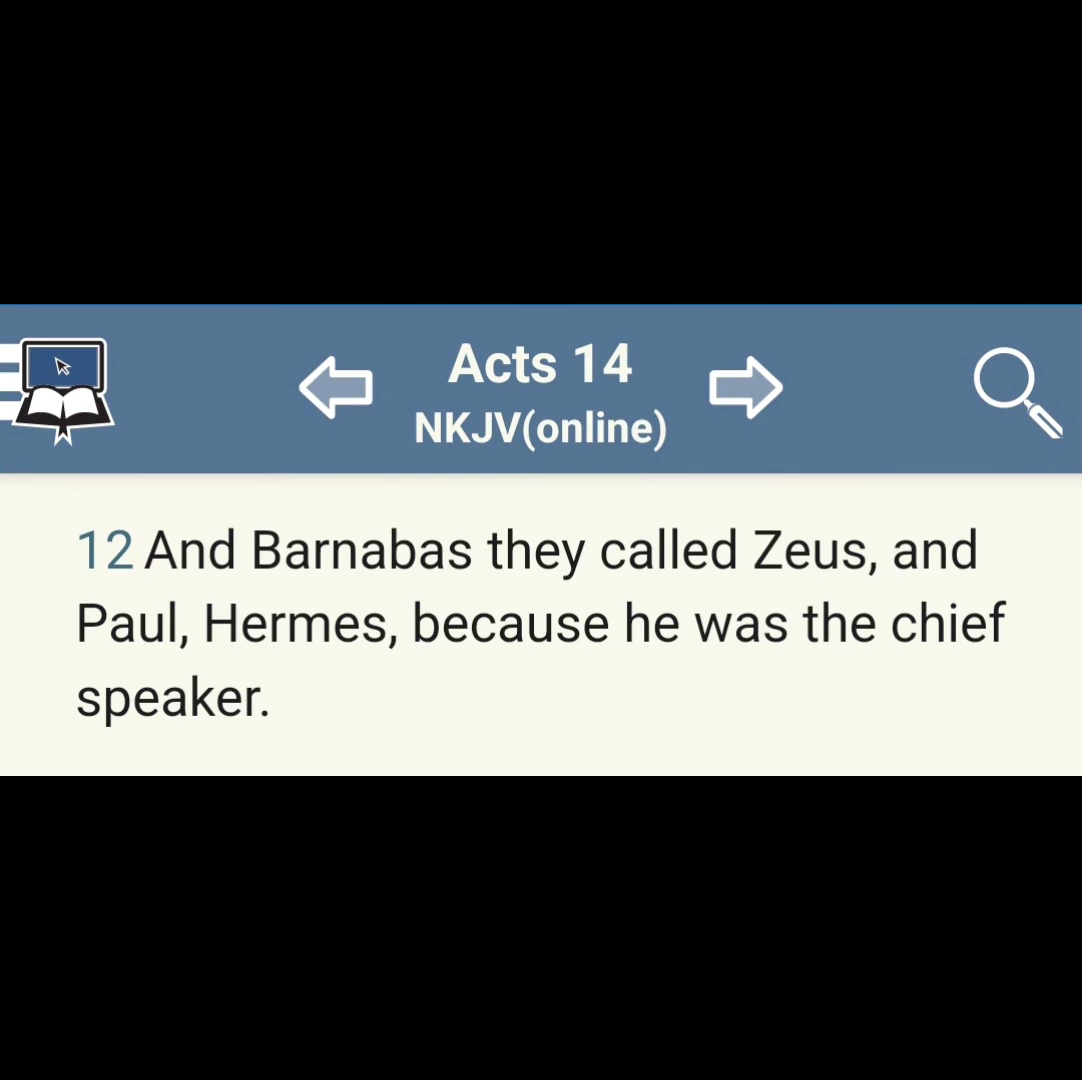 Acts 14
NKJV(online)
12 And Barnabas they called Zeus, and
Paul, Hermes, because he was the chief
speaker.